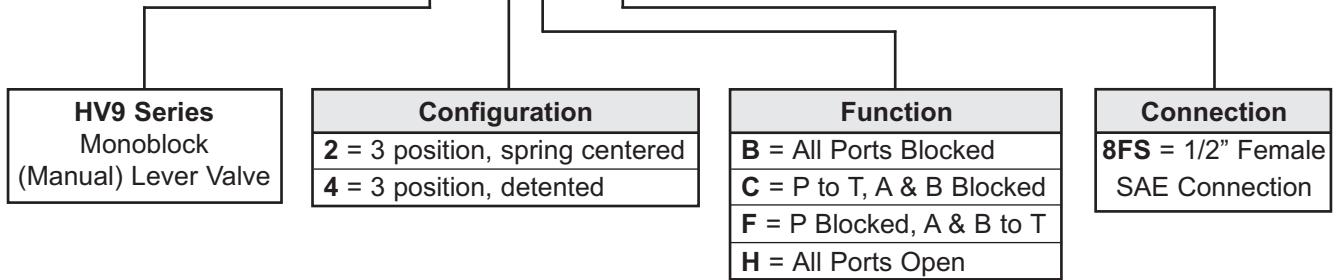 HV9 Series
Monoblock
(Manual) Lever Valve
Configuration
2 = 3 position, spring centered
4 = 3 position, detented
Function
B = All Ports Blocked
C = P to T, A & B Blocked
F = P Blocked, A & B to T
H = All Ports Open
Connection
8FS = 1/2” Female
SAE Connection